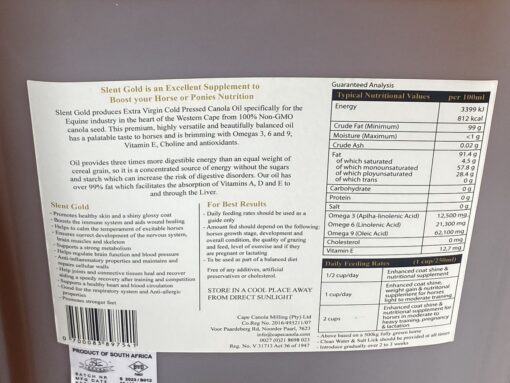 Slent Gold is an Excellent Supplement to
Boost your Horse or Ponies Nutrition
Slent Gold produces Extra Virgin Cold Pressed Canola Oil specifically for the
Equine industry in the heart of the Western Cape from 100% Non-GMO
canola seed. This premium, highly versatile and beautifully balanced oil
has a palatable taste to horses and is brimming with Omegas 3, 6 and 9,
Vitamin E, Choline and antioxidants.
Oil provides three times more digestible energy than an equal weight of
cereal grain, so it is a concentrated source of energy without the sugars
and starch which can increase the risk of digestive disorders. Our oil has
over 99% fat which facilitates the absorption of Vitamins A, D and E to
and through the Liver.
Slent Gold
- Promotes healthy skin and a shiny glossy coat
- Boosts the immune system and aids wound healing
- Helps to calm the temperament of excitable horses
- Ensures correct development of the nervous system,
brain muscles and skeleton
- Supports a strong metabolism
- Helps regulate brain function and blood pressure
- Anti-inflammatory properties and maintains and
repairs cellular walls
- Help joints and connective tissues heal and recover
aiding a speedy recovery after training and competition
- Supports a healthy heart and blood circulation
- Good for the respiratory system and Anti-allergic
properties
- Promotes stronger feet
For Best Results
- Daily feeding rates should be used as a
guide only
- Amount fed should depend on the following:
horses growth stage, development and
overall condition, the quality of grazing
and feed, level of exercise and if they
are pregnant or lactating
- To be used as part of a balanced diet
Free of any additives, artificial
preservatives or cholesterol.
STORE IN A COOL PLACE AWAY
FROM DIRECT SUNLIGHT
Cape Canola Milling (Pty) Ltd
Co Reg No. 2016/495211/07
Voor Paardeberg Rd, Noorder Paarl, 7623
info@capecanola.com
0027 (0)21 8698 023
Reg No. V 31713 Act 36 of 1947
Guaranteed Analysis
Typical Nutritional Values per 100ml
Energy 3399 kJ
812 kcal
Crude Fat (Minimum) 99 g
Moisture (Maximum) <1 g
Crude Ash 0.02 g
Fat 91.4 g
of which saturated 4.5 g
of which monounsaturated 57.8 g
of which ployunsaturated 28.4 g
of which trans 0 g
Carbohydrate 0 g
Protein 0 g
Salt 0 g
Omega 3 (Aplha-linolenic Acid) 12,500 mg
Omega 6 (Linolenic Acid) 21,300 mg
Omega 9 (Oleic Acid) 62,100 mg
Cholesterol 0 mg
Vitamin E 12,7 mg
Daily Feeding Rates (1 cup/250ml)
1/2 cup/day Enhanced coat shine &
nutritional supplement
1 cup/day Enhanced coat shine,
weight gain & nutritional
supplement for horses
light to moderate training
2 cups Enhanced coat shine &
nutritional supplement for
horses in moderate to
heavy training, pregnancy
& lactation
- Above based on a 500kg fully grown horse
- Clean Water & Salt Lick should be provided at all times
- Introduce gradually over 2 to 3 weeks
PRODUCT OF SOUTH AFRICA
BATCH NR
MFG DATE